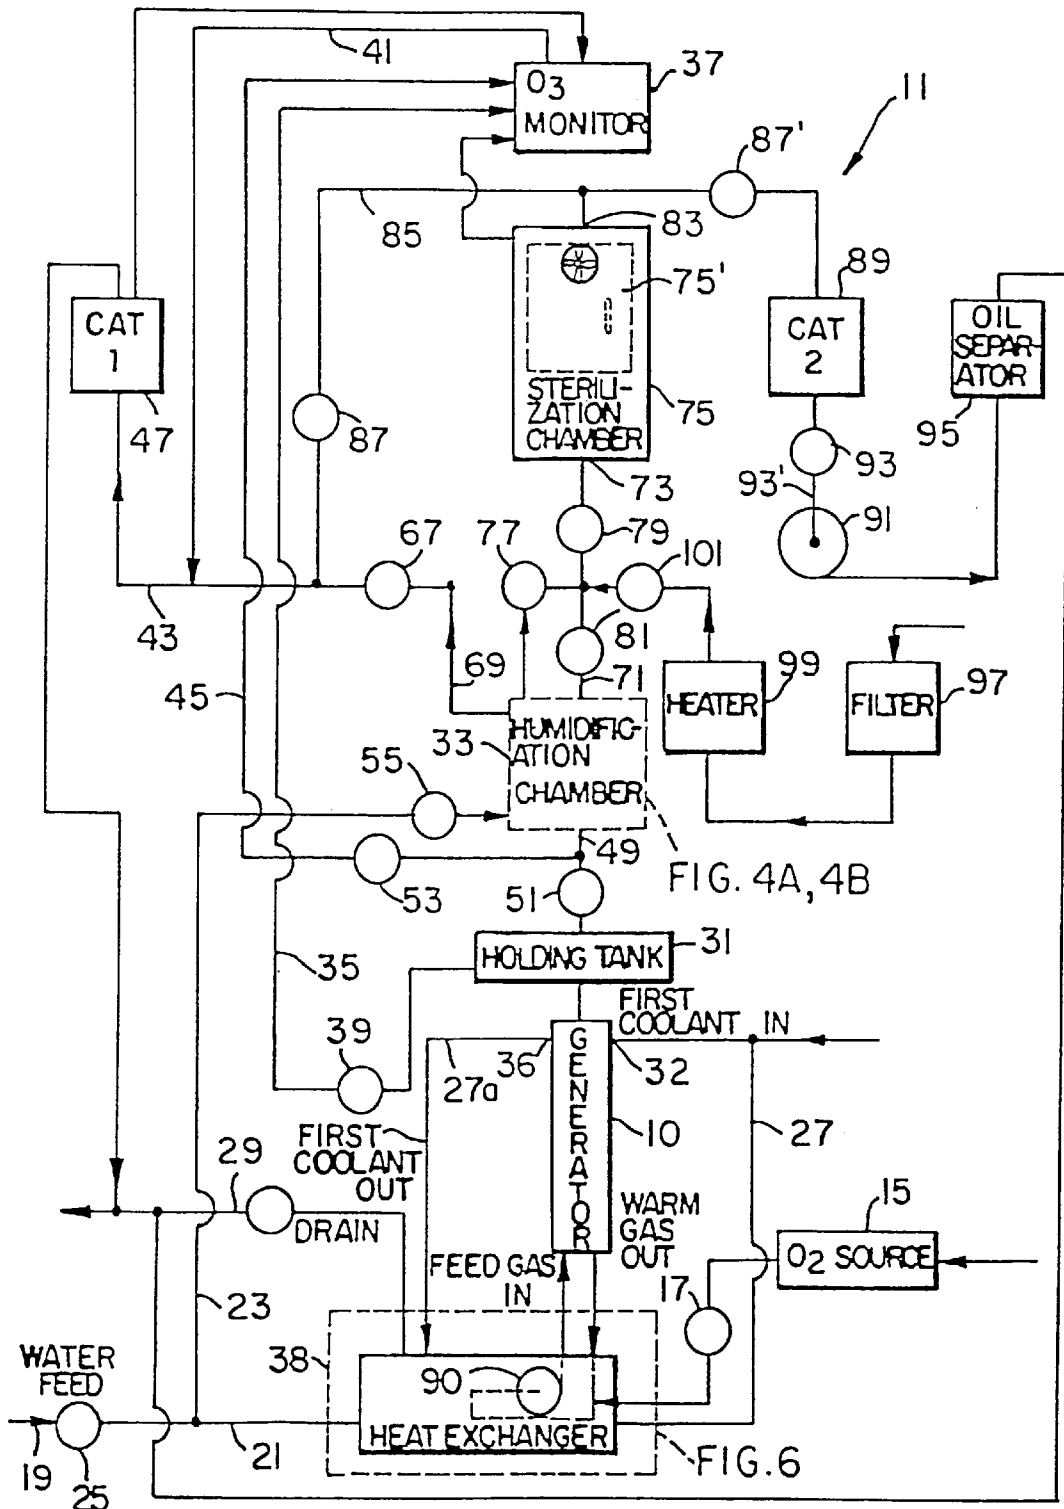 41
O3
MONITOR
37
11
87'
85
83
89
75'
CAT
1
CAT
2
OIL
SEPAR-
ATOR
STERILI-
ZATION
CHAMBER
75
47
87
95
93
73
93'
91
79
67
77
101
43
81
45
69
71
99
97
HEATER
FILTER
33
HUMIDIFIC-
ATION
CHAMBER
55
49
53
51
FIG. 4A, 4B
31
HOLDING TANK
35
FIRST
COOLANT IN
39
36
32
27a
GENERATOR
10
27
FIRST
COOLANT
OUT
29
DRAIN
WARM
GAS
OUT
15
O2 SOURCE
FEED GAS
IN
17
23
38
WATER
FEED
90
HEAT EXCHANGER
19
21
25
FIG. 6